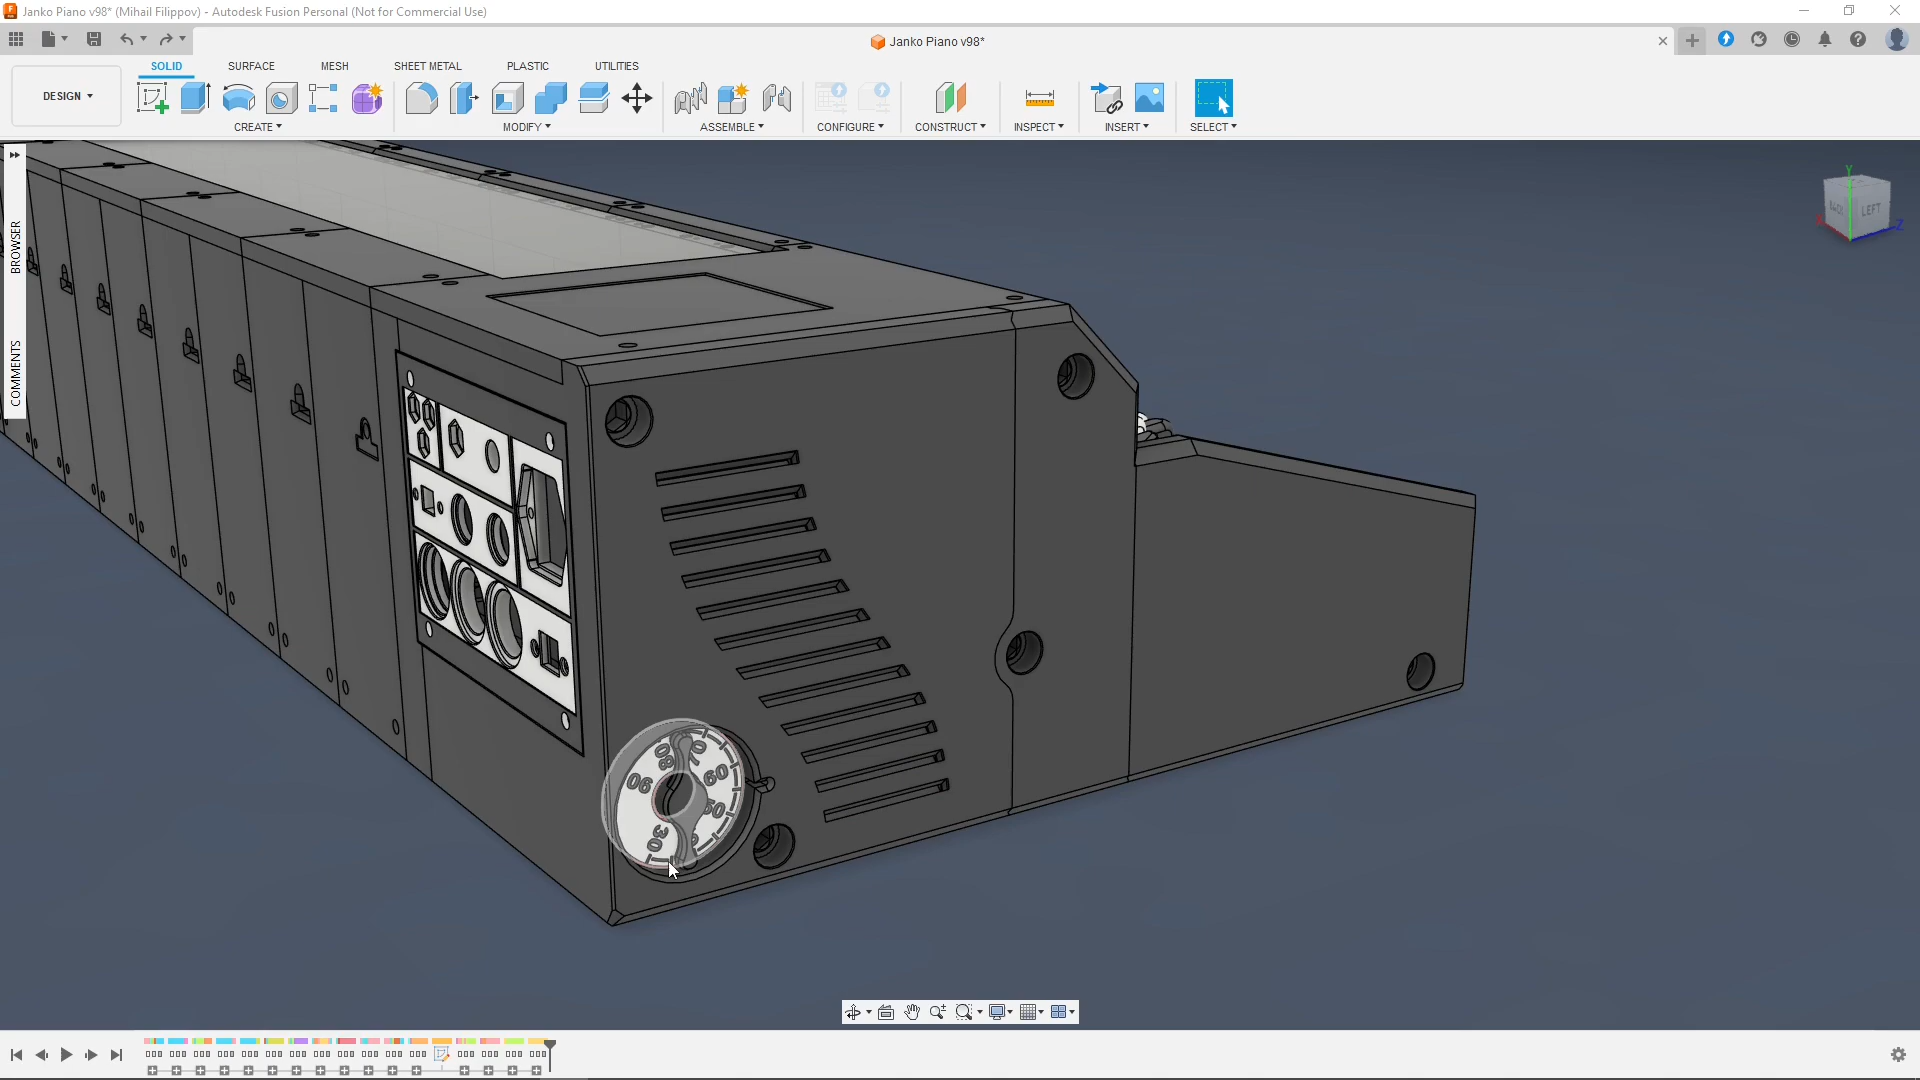 Janko Piano v98* (Mihail Filippov) - Autodesk Fusion Personal (Not for Commercial Use)
Janko Piano v98*
SOLID SURFACE MESH SHEET METAL PLASTIC UTILITIES
DESIGN
CREATE MODIFY ASSEMBLE CONFIGURE CONSTRUCT INSPECT INSERT SELECT
BROWSER
COMMENTS
Y
BACK LEFT
Z
90
80
70
60
50
30